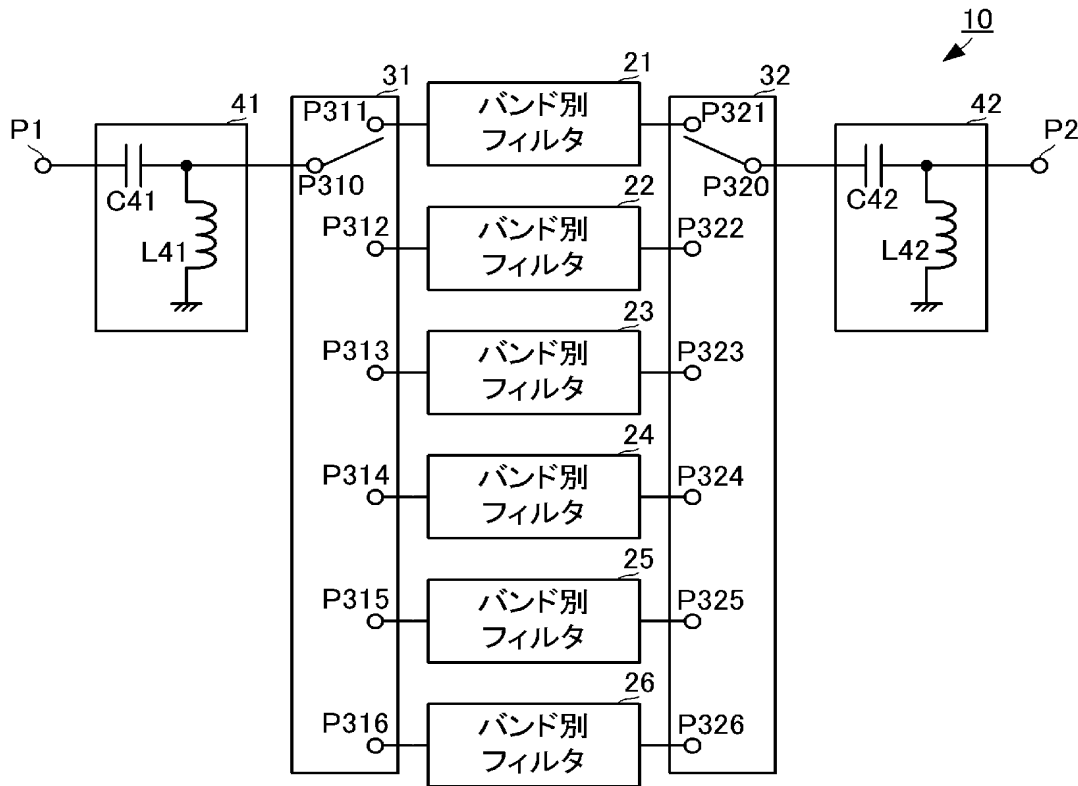 10
21
31
32
バンド別
フィルタ
P311
P321
41
42
P1
P2
P310
P320
C41
C42
L41
L42
22
P312
バンド別
フィルタ
P322
23
P313
バンド別
フィルタ
P323
24
P314
バンド別
フィルタ
P324
25
P315
バンド別
フィルタ
P325
26
P316
バンド別
フィルタ
P326